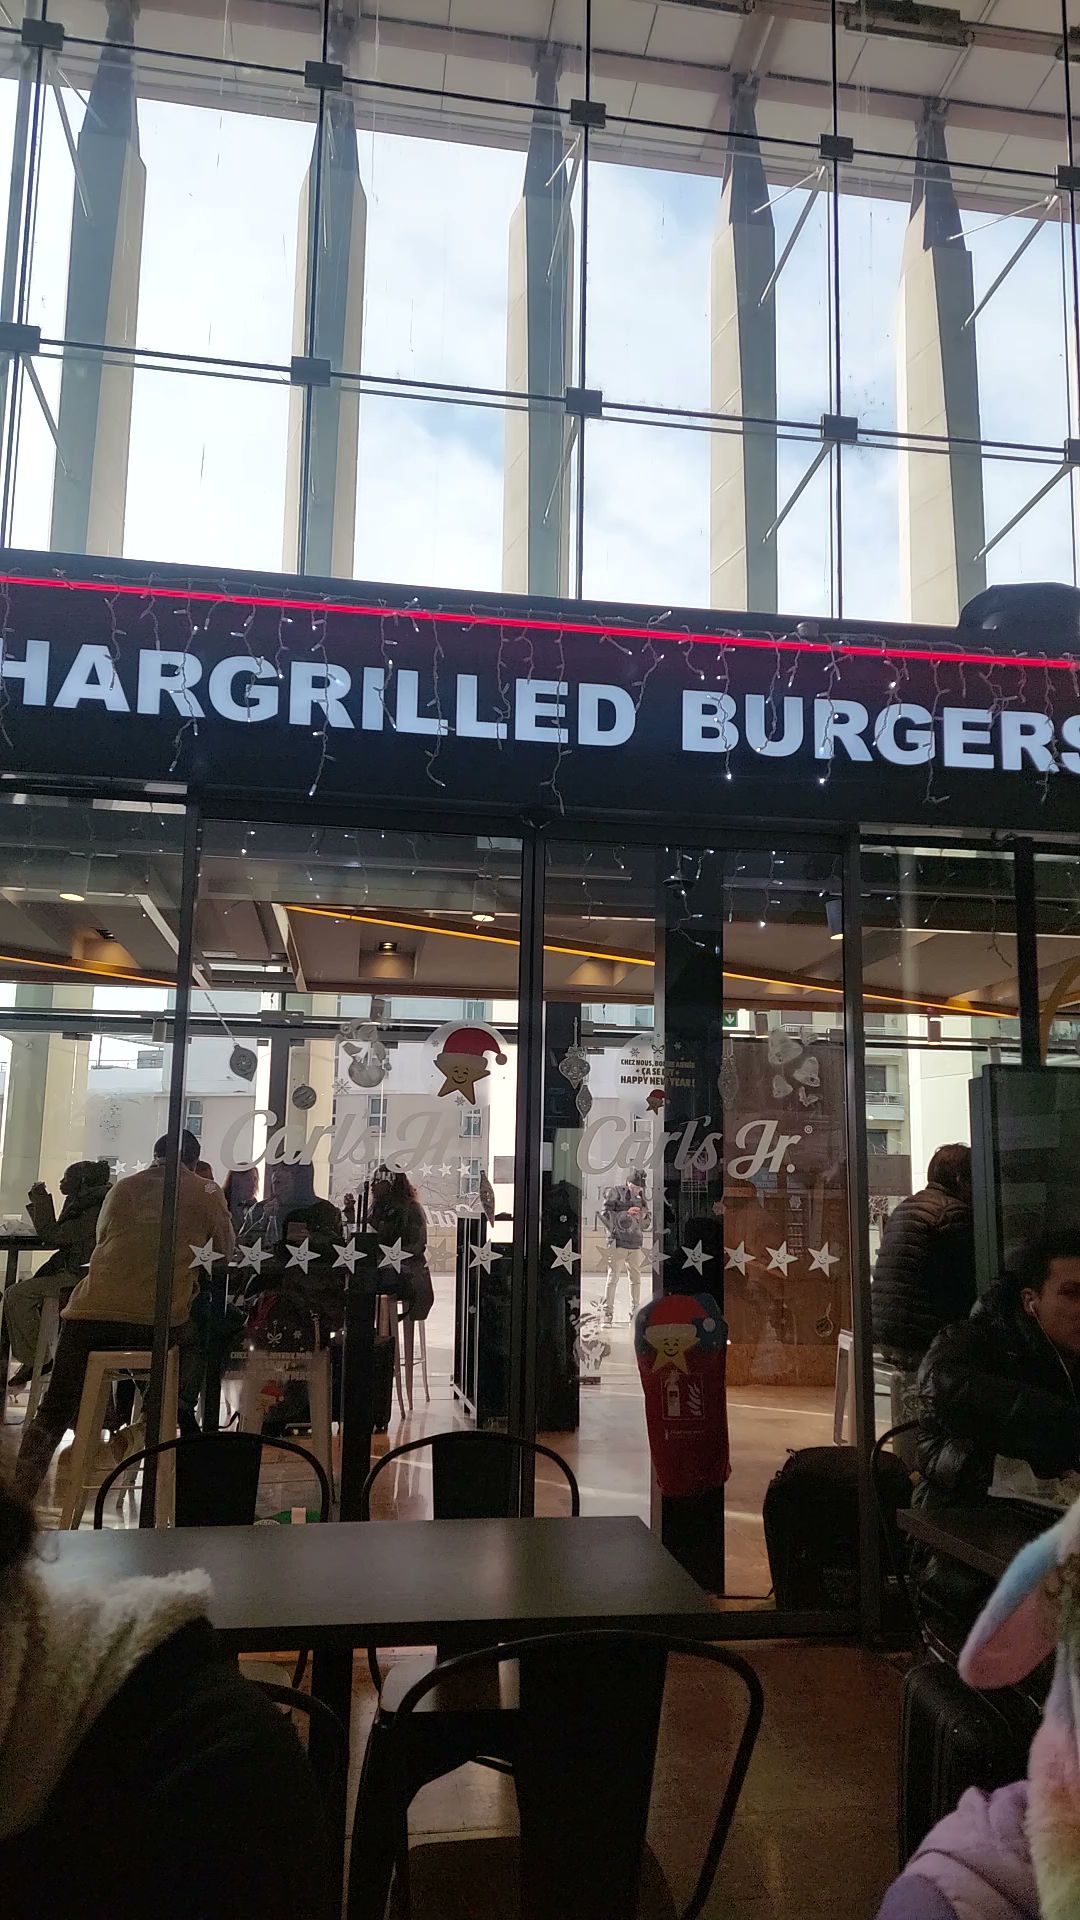 HARGRILLED BURGERS
CHEZ NOUS, BONNE ANNÉE
ÇA SE DIT
HAPPY NEW YEAR !
Carl's Jr.
Carl's Jr.®